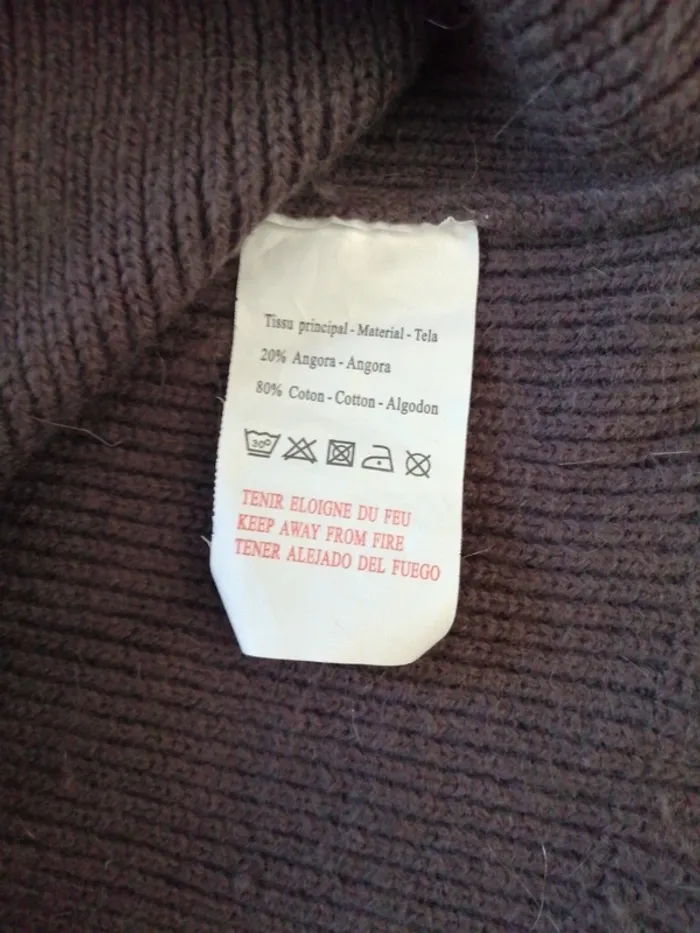 Tissu principal - Material - Tela
20% Angora - Angora
80% Coton - Cotton - Algodon
30°
TENIR ELOIGNE DU FEU
KEEP AWAY FROM FIRE
TENER ALEJADO DEL FUEGO